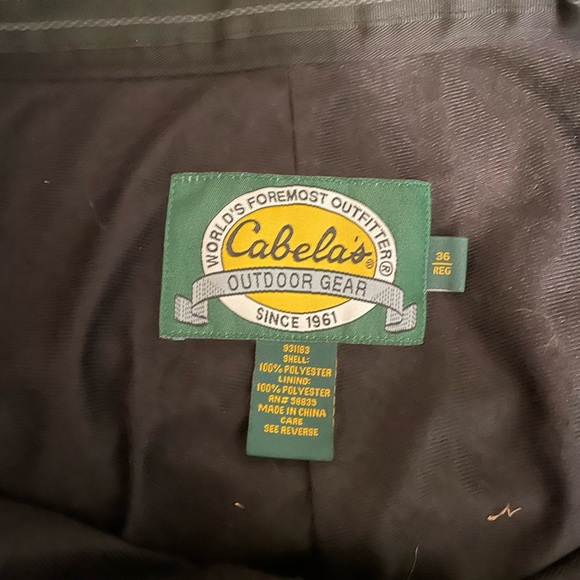 WORLD'S FOREMOST OUTFITTER®
Cabela's®
OUTDOOR GEAR
SINCE 1961
36
REG
931183
SHELL:
100% POLYESTER
LINING:
100% POLYESTER
RN# 56835
MADE IN CHINA
CARE
SEE REVERSE